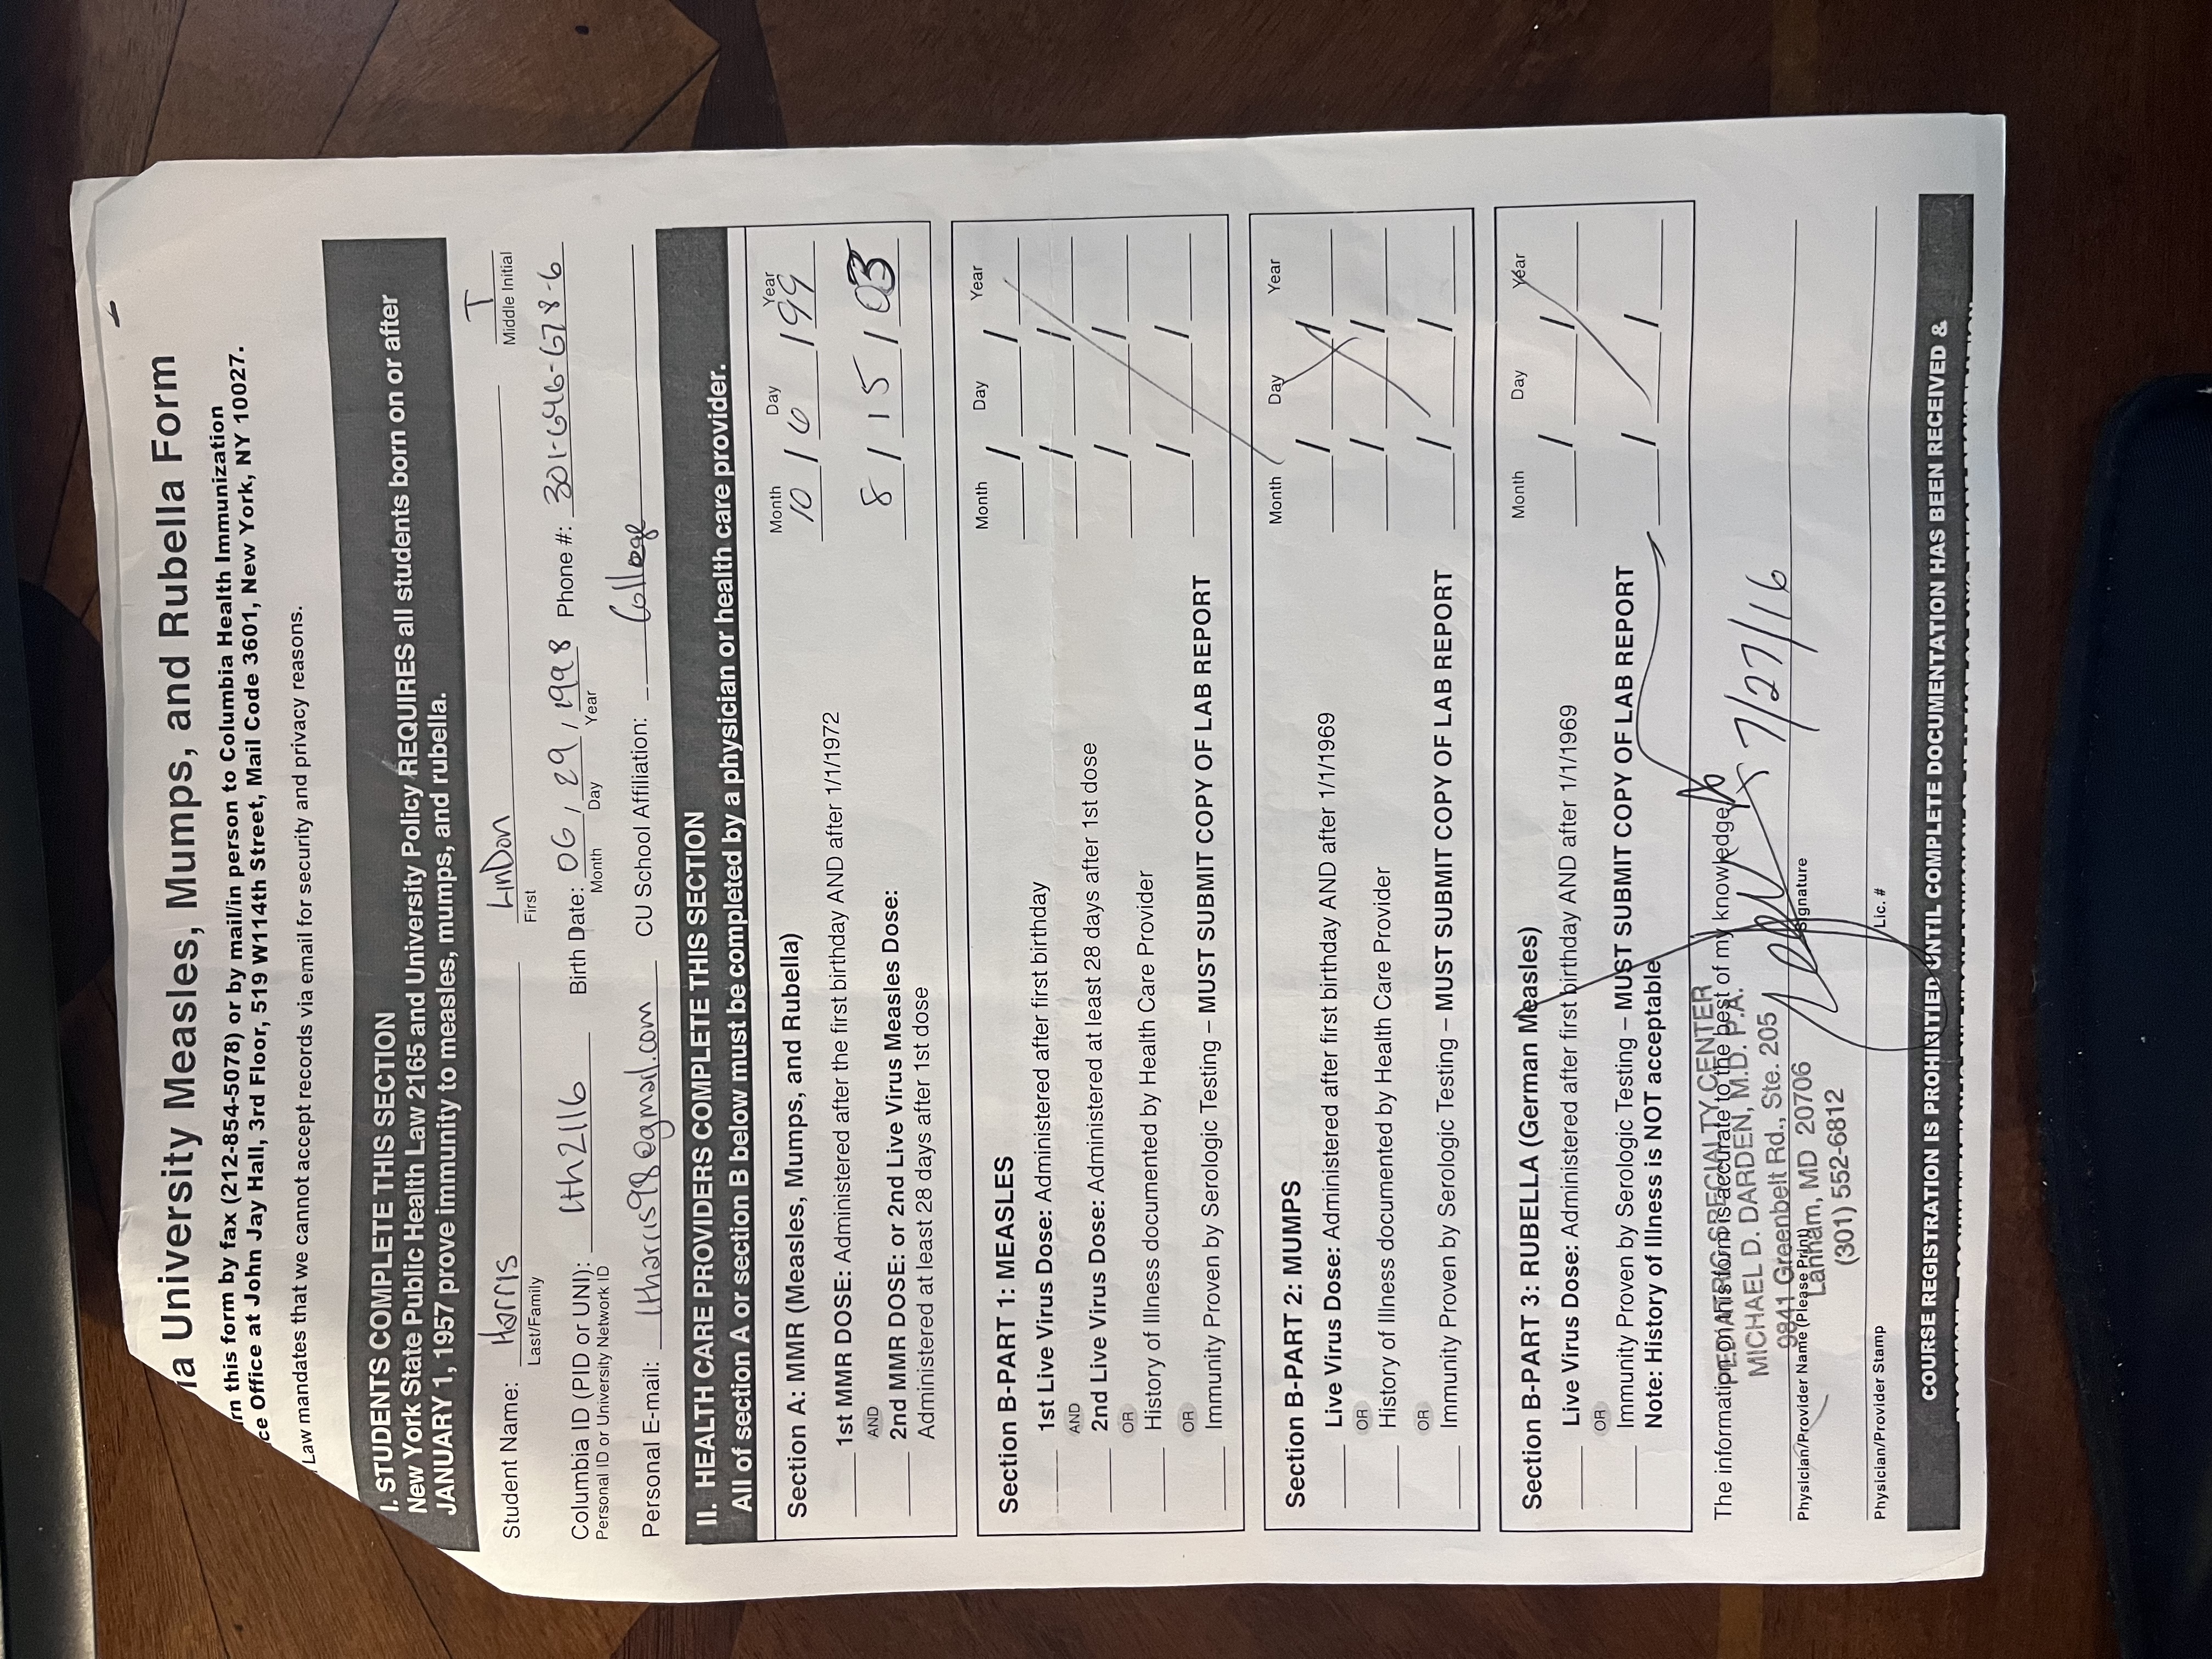 ia University Measles, Mumps, and Rubella Form
rn this form by fax (212-854-5078) or by mail/in person to Columbia Health Immunization
ce Office at John Jay Hall, 3rd Floor, 519 W114th Street, Mail Code 3601, New York, NY 10027.
Law mandates that we cannot accept records via email for security and privacy reasons.
I. STUDENTS COMPLETE THIS SECTION
New York State Public Health Law 2165 and University Policy REQUIRES all students born on or after
JANUARY 1, 1957 prove immunity to measles, mumps, and rubella.
Student Name: Harris LinDon T
Last/Family First Middle Initial
Columbia ID (PID or UNI): lth2116 Birth Date: 06 / 29 / 1998 Phone #: 301-646-678-6
Personal ID or University Network ID Month Day Year
Personal E-mail: ltharris98@gmail.com CU School Affiliation: College
II. HEALTH CARE PROVIDERS COMPLETE THIS SECTION
All of section A or section B below must be completed by a physician or health care provider.
Month Day Year
Section A: MMR (Measles, Mumps, and Rubella) 10 / 6 / 99
1st MMR DOSE: Administered after the first birthday AND after 1/1/1972
AND
2nd MMR DOSE: or 2nd Live Virus Measles Dose: 8 / 15 / 03
Administered at least 28 days after 1st dose
Month Day Year
Section B-PART 1: MEASLES / /
1st Live Virus Dose: Administered after first birthday / /
AND
2nd Live Virus Dose: Administered at least 28 days after 1st dose / /
OR
History of Illness documented by Health Care Provider / /
OR
Immunity Proven by Serologic Testing – MUST SUBMIT COPY OF LAB REPORT
Month Day Year
Section B-PART 2: MUMPS
Live Virus Dose: Administered after first birthday AND after 1/1/1969 / /
OR
History of Illness documented by Health Care Provider / /
OR
Immunity Proven by Serologic Testing – MUST SUBMIT COPY OF LAB REPORT / /
Month Day Year
Section B-PART 3: RUBELLA (German Measles)
Live Virus Dose: Administered after first birthday AND after 1/1/1969 / /
OR
Immunity Proven by Serologic Testing – MUST SUBMIT COPY OF LAB REPORT / /
Note: History of Illness is NOT acceptable
PEDIATRIC SPECIALTY CENTER
The information on this form is accurate to the best of my knowledge
MICHAEL D. DARDEN, M.D. P.A.
9841 Greenbelt Rd., Ste. 205 7/27/16
Physician/Provider Name (Please Print) Signature
Lanham, MD 20706
(301) 552-6812
Physician/Provider Stamp Lic. #
COURSE REGISTRATION IS PROHIBITIED UNTIL COMPLETE DOCUMENTATION HAS BEEN RECEIVED &